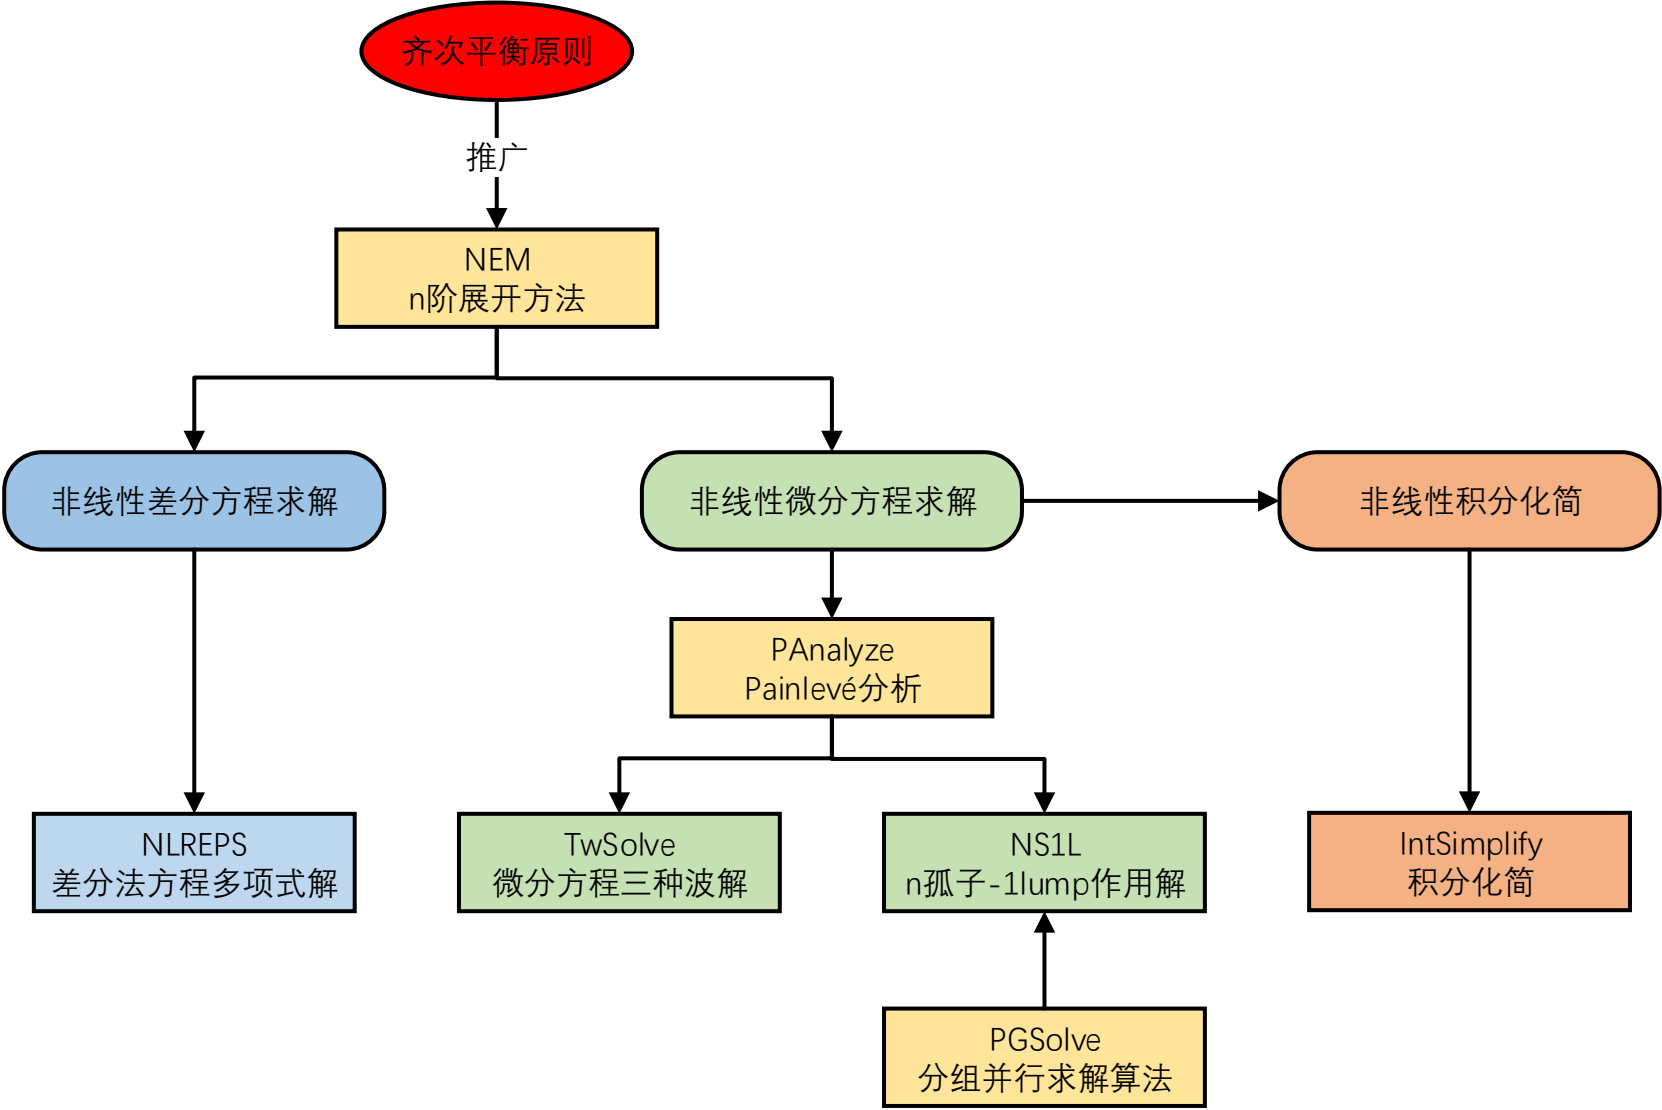 齐次平衡原则
推广
NEM
n阶展开方法
非线性差分方程求解
非线性微分方程求解
非线性积分化简
PAnalyze
Painlevé分析
NLREPS
差分法方程多项式解
TwSolve
微分方程三种波解
NS1L
n孤子-1lump作用解
IntSimplify
积分化简
PGSolve
分组并行求解算法